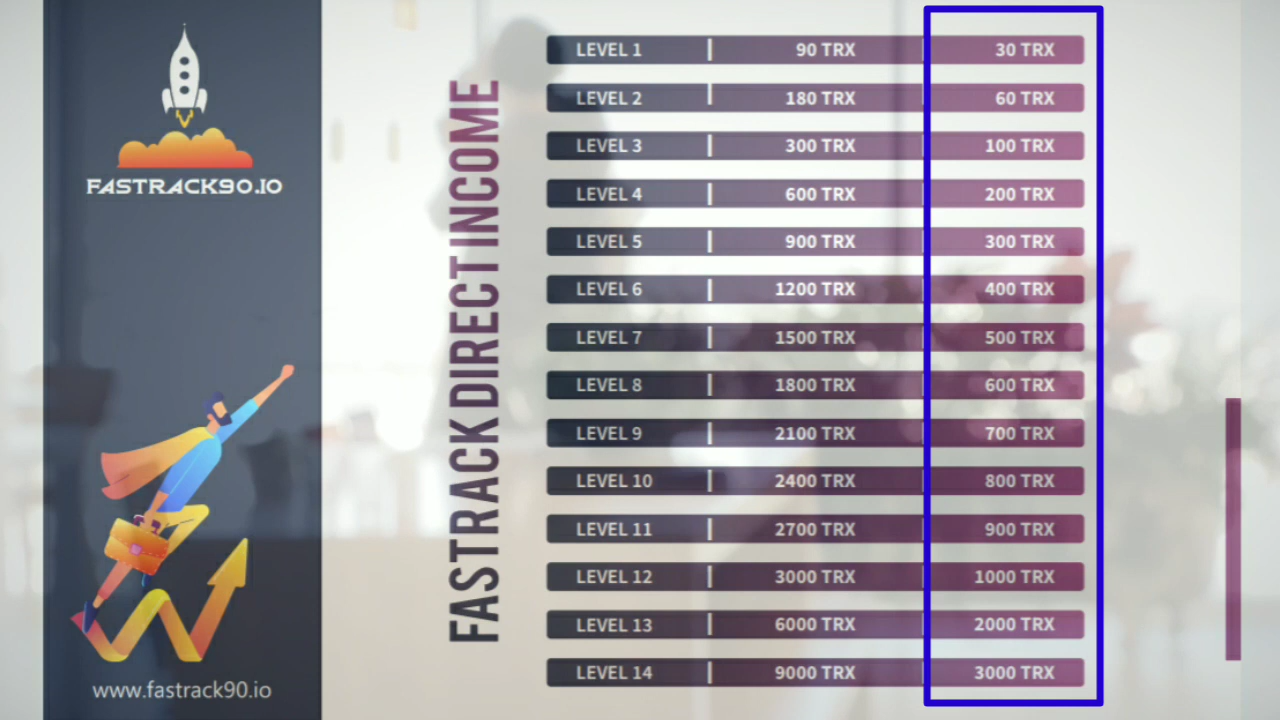 FASTRACK90.IO
www.fastrack90.io
FASTRACK DIRECT INCOME
LEVEL 1 | 90 TRX | 30 TRX
LEVEL 2 | 180 TRX | 60 TRX
LEVEL 3 | 300 TRX | 100 TRX
LEVEL 4 | 600 TRX | 200 TRX
LEVEL 5 | 900 TRX | 300 TRX
LEVEL 6 | 1200 TRX | 400 TRX
LEVEL 7 | 1500 TRX | 500 TRX
LEVEL 8 | 1800 TRX | 600 TRX
LEVEL 9 | 2100 TRX | 700 TRX
LEVEL 10 | 2400 TRX | 800 TRX
LEVEL 11 | 2700 TRX | 900 TRX
LEVEL 12 | 3000 TRX | 1000 TRX
LEVEL 13 | 6000 TRX | 2000 TRX
LEVEL 14 | 9000 TRX | 3000 TRX